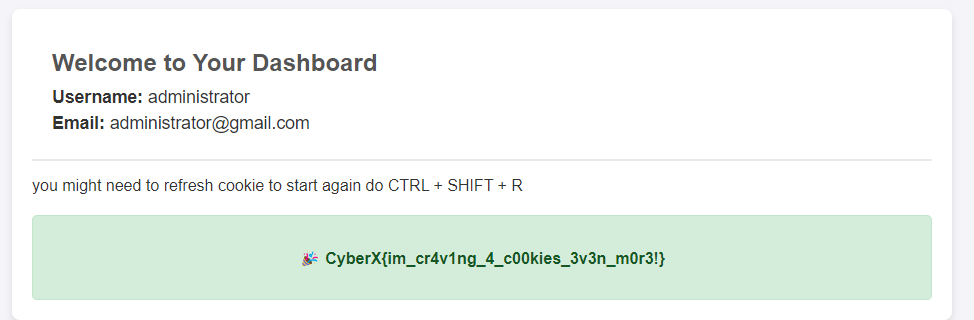 Welcome to Your Dashboard
Username: administrator
Email: administrator@gmail.com
you might need to refresh cookie to start again do CTRL + SHIFT + R
🎉 CyberX{im_cr4v1ng_4_c00kies_3v3n_m0r3!}